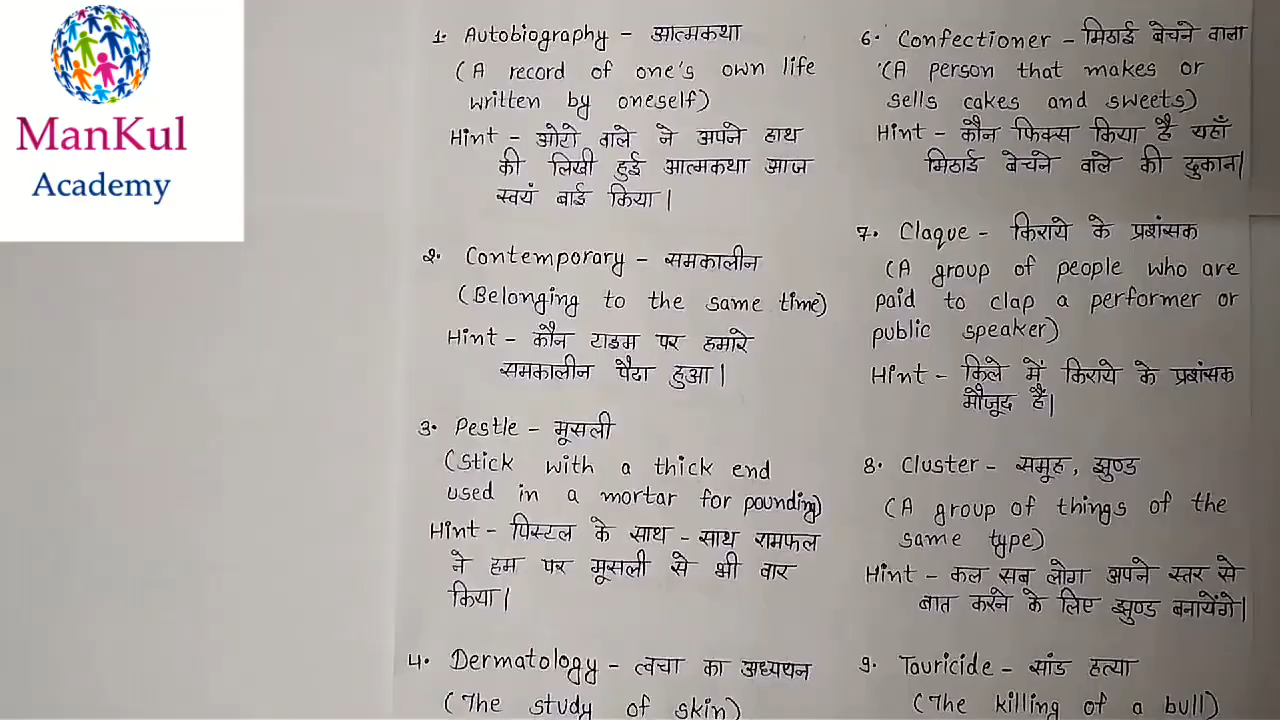 ManKul
Academy
1. Autobiography - आत्मकथा
(A record of one's own life
written by oneself)
Hint - ओटो वाले ने अपने हाथ
की लिखी हुई आत्मकथा आज
स्वयं बाई किया।
2. Contemporary - समकालीन
(Belonging to the same time)
Hint - कौन टाइम पर हमारे
समकालीन पैदा हुआ।
3. Pestle - मूसली
(Stick with a thick end
used in a mortar for pounding)
Hint - पिस्टल के साथ - साथ रामफल
ने हम पर मूसली से भी वार
किया।
4. Dermatology - त्वचा का अध्ययन
(The study of skin)
6. Confectioner - मिठाई बेचने वाला
(A person that makes or
sells cakes and sweets)
Hint - कौन फिक्स किया है यहाँ
मिठाई बेचने वाले की दुकान।
7. Claque - किराये के प्रशंसक
(A group of people who are
paid to clap a performer or
public speaker)
Hint - किले में किराये के प्रशंसक
मौजूद हैं।
8. Cluster - समूह, झुण्ड
(A group of things of the
same type)
Hint - कल सब लोग अपने स्तर से
बात करने के लिए झुण्ड बनायेंगे।
9. Tauricide - सांड हत्या
(The killing of a bull)